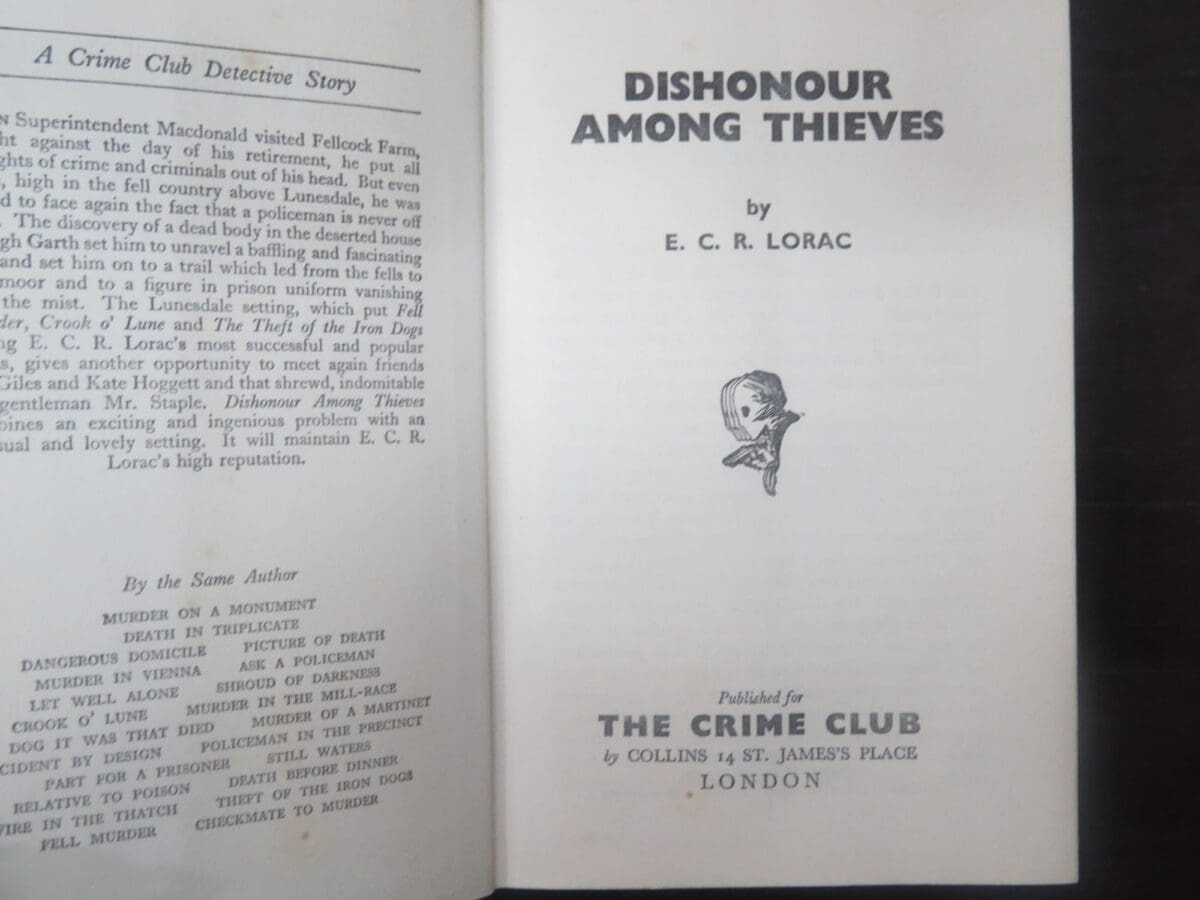 A Crime Club Detective Story
N Superintendent Macdonald visited Fellcock Farm,
ht against the day of his retirement, he put all
ghts of crime and criminals out of his head. But even
, high in the fell country above Lunesdale, he was
d to face again the fact that a policeman is never off
. The discovery of a dead body in the deserted house
gh Garth set him to unravel a baffling and fascinating
and set him on to a trail which led from the fells to
moor and to a figure in prison uniform vanishing
the mist. The Lunesdale setting, which put Fell
der, Crook o' Lune and The Theft of the Iron Dogs
ng E. C. R. Lorac's most successful and popular
s, gives another opportunity to meet again friends
Giles and Kate Hoggett and that shrewd, indomitable
gentleman Mr. Staple. Dishonour Among Thieves
bines an exciting and ingenious problem with an
sual and lovely setting. It will maintain E. C. R.
Lorac's high reputation.
By the Same Author
MURDER ON A MONUMENT
DEATH IN TRIPLICATE
DANGEROUS DOMICILE PICTURE OF DEATH
MURDER IN VIENNA ASK A POLICEMAN
LET WELL ALONE SHROUD OF DARKNESS
CROOK O' LUNE MURDER IN THE MILL-RACE
DOG IT WAS THAT DIED MURDER OF A MARTINET
CIDENT BY DESIGN POLICEMAN IN THE PRECINCT
PART FOR A PRISONER STILL WATERS
RELATIVE TO POISON DEATH BEFORE DINNER
FIRE IN THE THATCH THEFT OF THE IRON DOGS
FELL MURDER CHECKMATE TO MURDER
DISHONOUR
AMONG THIEVES
by
E. C. R. LORAC
Published for
THE CRIME CLUB
by COLLINS 14 ST. JAMES'S PLACE
LONDON